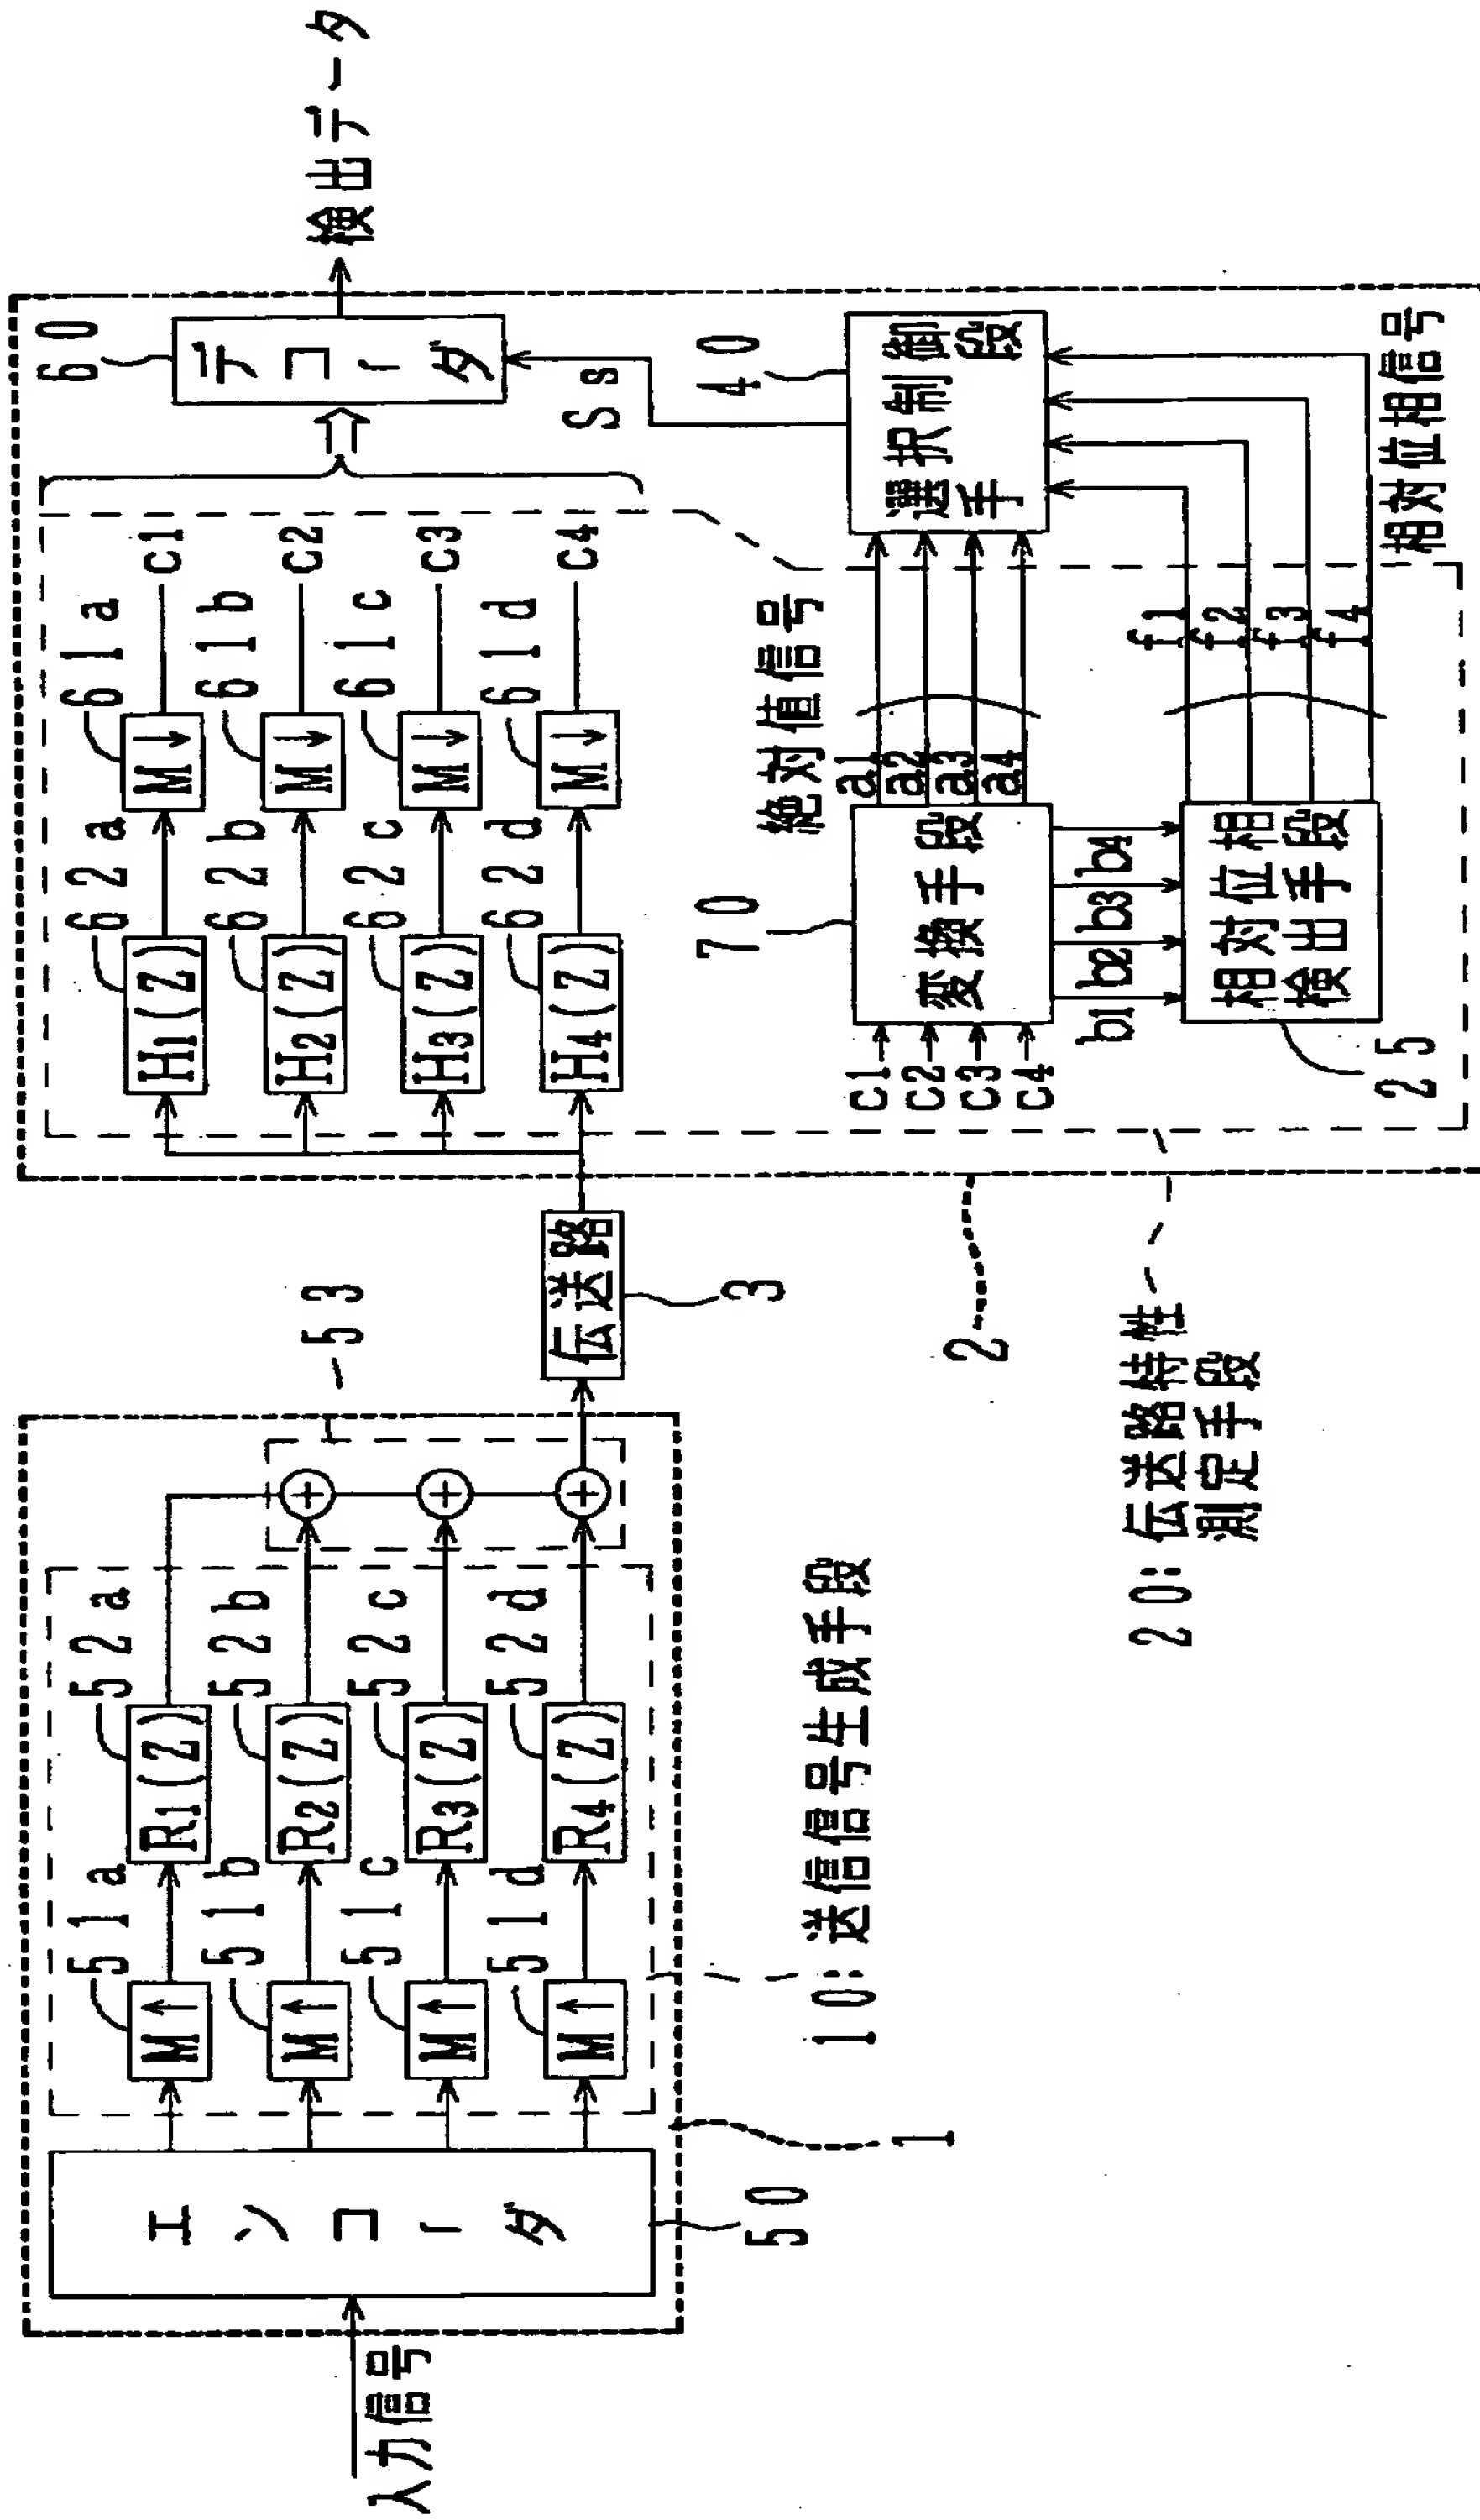 入力信号
エンコーダ
50
1
51a
51b
51c
51d
M↑
M↑
M↑
M↑
52a
52b
52c
52d
R1(Z)
R2(Z)
R3(Z)
R4(Z)
10:送信信号生成手段
53
+
+
+
伝送路
3
2
20:伝送路特性
測定手段
62a
62b
62c
62d
H1(Z)
H2(Z)
H3(Z)
H4(Z)
61a
61b
61c
61d
M↓
M↓
M↓
M↓
c1
c2
c3
c4
60
デコーダ
検出データ
Ss
c1
c2
c3
c4
70
変換手段
絶対値信号
a1
a2
a3
a4
40
選択制御
手段
b1
b2
b3
b4
相対位相
検出手段
25
f1
f2
f3
f4
相対位相信号